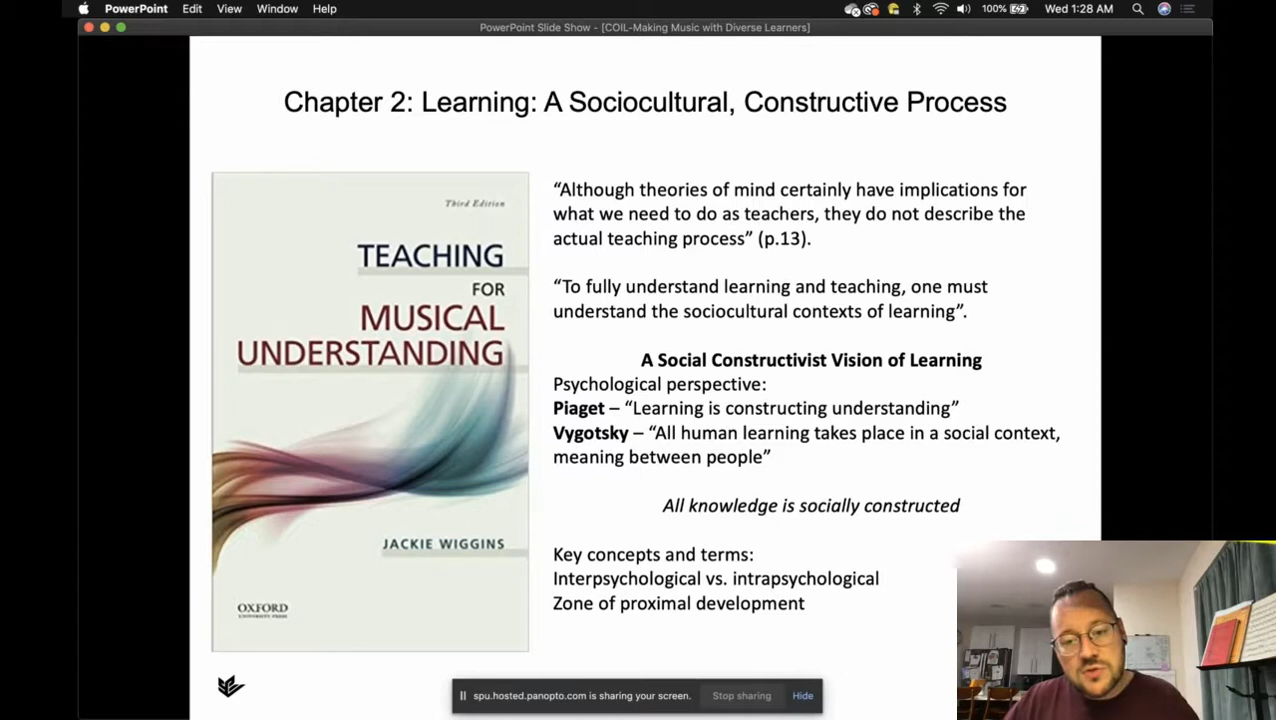 PowerPoint Edit View Window Help 100% Wed 1:28 AM
PowerPoint Slide Show - [COIL-Making Music with Diverse Learners]
Chapter 2: Learning: A Sociocultural, Constructive Process
Third Edition
TEACHING
FOR
MUSICAL
UNDERSTANDING
JACKIE WIGGINS
OXFORD
UNIVERSITY PRESS
“Although theories of mind certainly have implications for
what we need to do as teachers, they do not describe the
actual teaching process” (p.13).
“To fully understand learning and teaching, one must
understand the sociocultural contexts of learning”.
A Social Constructivist Vision of Learning
Psychological perspective:
Piaget – “Learning is constructing understanding”
Vygotsky – “All human learning takes place in a social context,
meaning between people”
All knowledge is socially constructed
Key concepts and terms:
Interpsychological vs. intrapsychological
Zone of proximal development
spu.hosted.panopto.com is sharing your screen. Stop sharing Hide